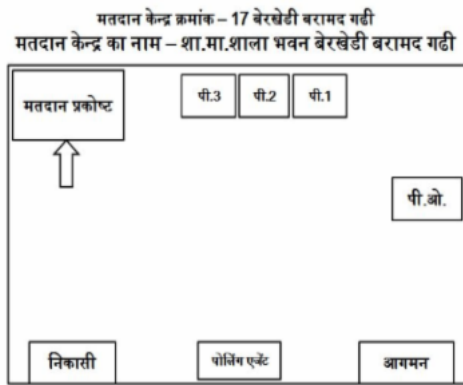 मतदान केन्द्र क्रमांक – 17 बेरखेडी बरामद गढी
मतदान केन्द्र का नाम – शा.मा.शाला भवन बेरखेडी बरामद गढी
मतदान प्रकोष्ट
पी.3 पी.2 पी.1
पी.ओ.
निकासी पोलिंग एजेंट आगमन